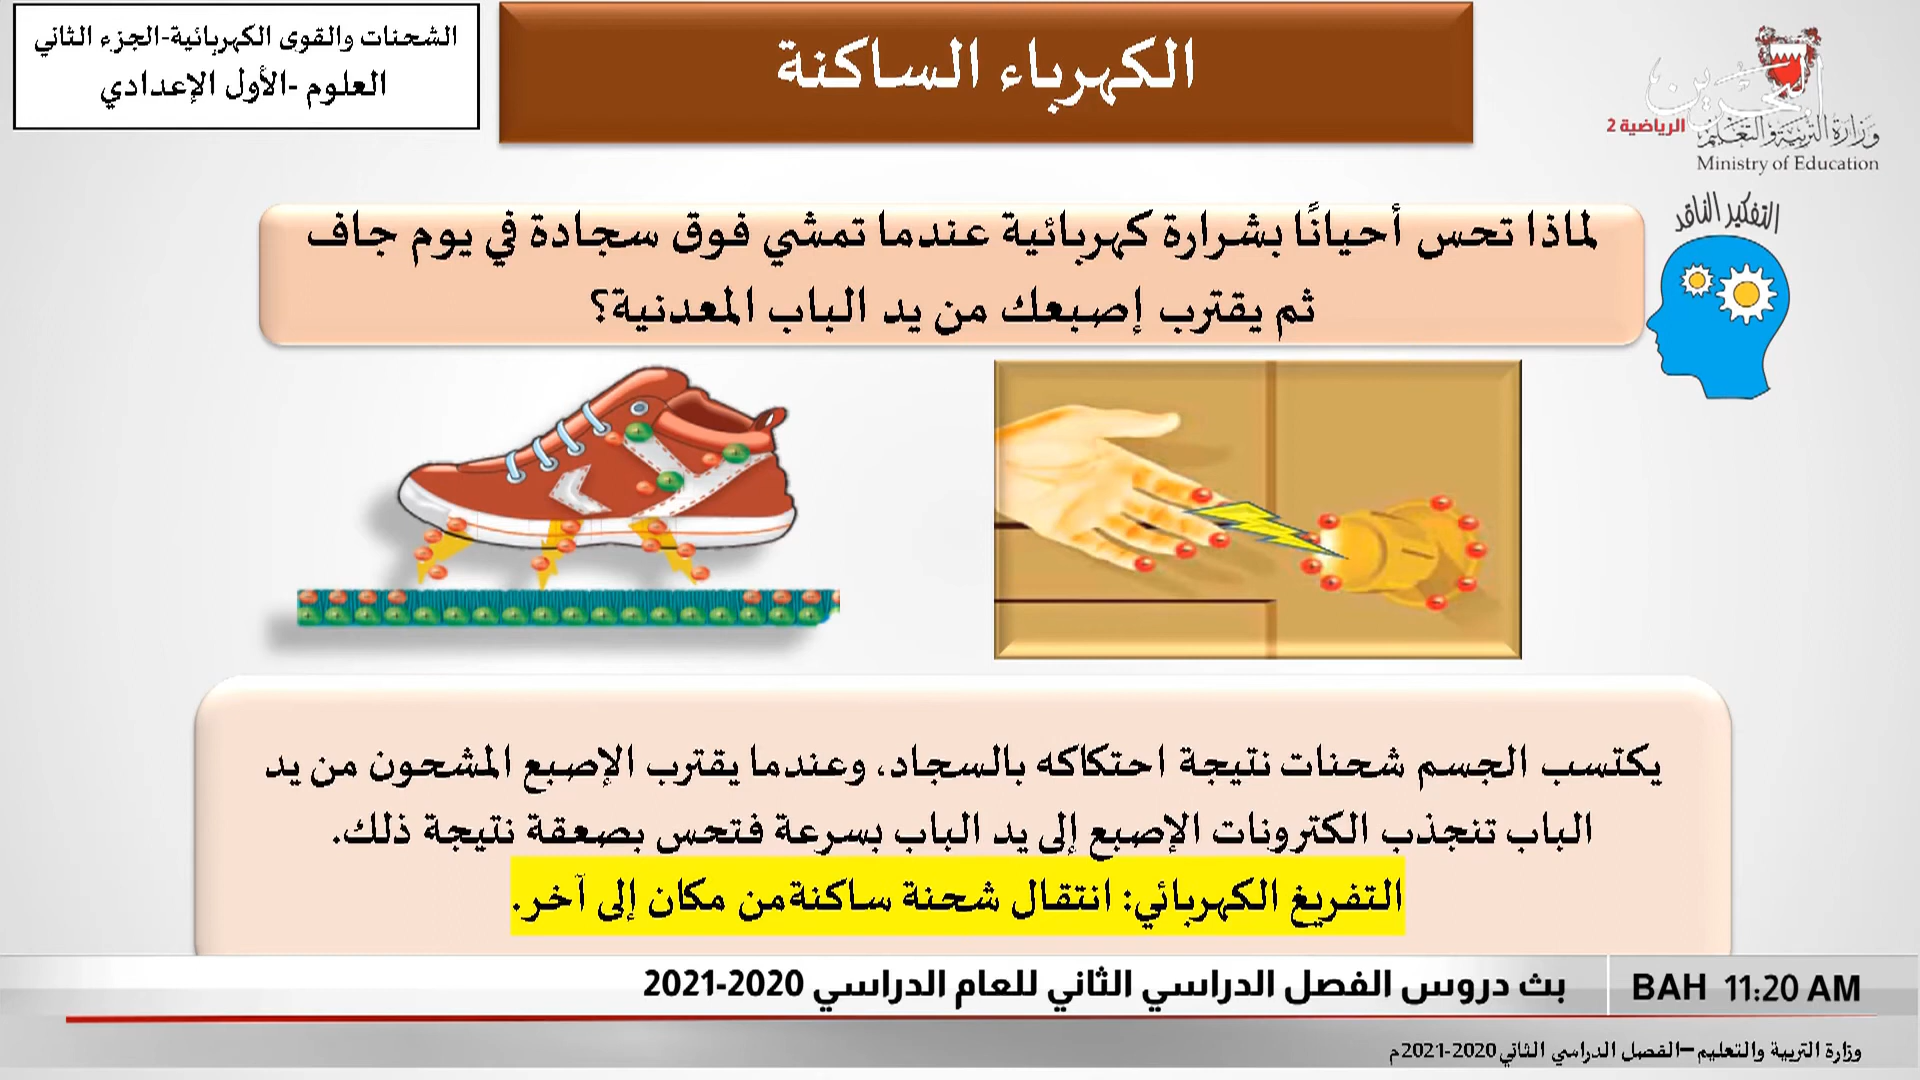 الشحنات والقوى الكهربائية-الجزء الثاني
العلوم -الأول الإعدادي
الكهرباء الساكنة
البحرين
الرياضية 2
وزارة التربية والتعليم
Ministry of Education
التفكير الناقد
لماذا تحس أحيانًا بشرارة كهربائية عندما تمشي فوق سجادة في يوم جاف
ثم يقترب إصبعك من يد الباب المعدنية؟
يكتسب الجسم شحنات نتيجة احتكاكه بالسجاد، وعندما يقترب الإصبع المشحون من يد
الباب تنجذب الكترونات الإصبع إلى يد الباب بسرعة فتحس بصعقة نتيجة ذلك.
التفريغ الكهربائي: انتقال شحنة ساكنة من مكان إلى آخر.
بث دروس الفصل الدراسي الثاني للعام الدراسي 2020-2021
BAH 11:20 AM
وزارة التربية والتعليم –الفصل الدراسي الثاني 2020-2021م